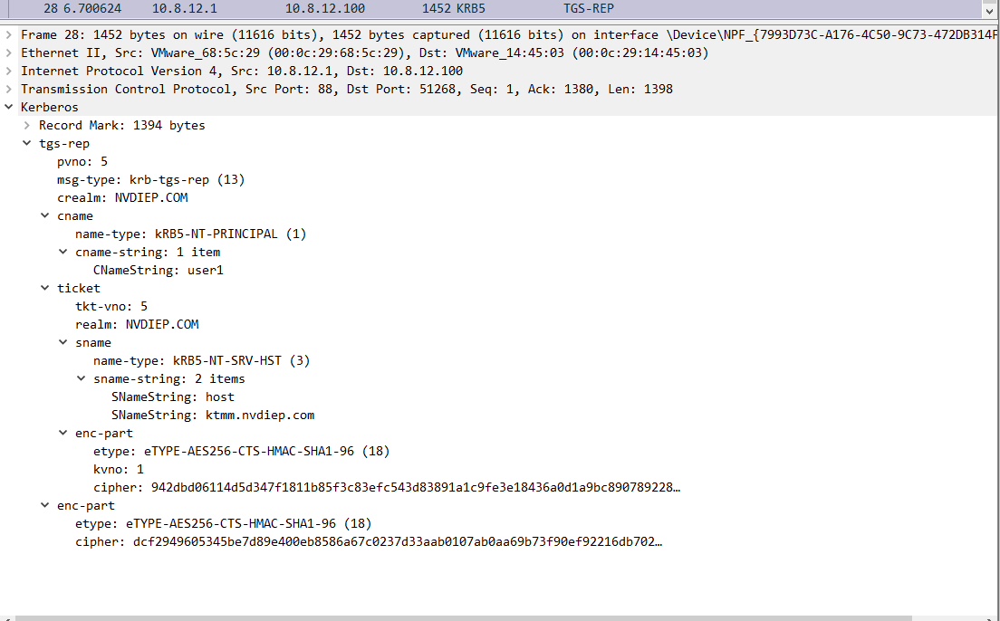 28 6.700624 10.8.12.1 10.8.12.100 1452 KRB5 TGS-REP
Frame 28: 1452 bytes on wire (11616 bits), 1452 bytes captured (11616 bits) on interface \Device\NPF_{7993D73C-A176-4C50-9C73-472DB314F
Ethernet II, Src: VMware_68:5c:29 (00:0c:29:68:5c:29), Dst: VMware_14:45:03 (00:0c:29:14:45:03)
Internet Protocol Version 4, Src: 10.8.12.1, Dst: 10.8.12.100
Transmission Control Protocol, Src Port: 88, Dst Port: 51268, Seq: 1, Ack: 1380, Len: 1398
Kerberos
Record Mark: 1394 bytes
tgs-rep
pvno: 5
msg-type: krb-tgs-rep (13)
crealm: NVDIEP.COM
cname
name-type: kRB5-NT-PRINCIPAL (1)
cname-string: 1 item
CNameString: user1
ticket
tkt-vno: 5
realm: NVDIEP.COM
sname
name-type: kRB5-NT-SRV-HST (3)
sname-string: 2 items
SNameString: host
SNameString: ktmm.nvdiep.com
enc-part
etype: eTYPE-AES256-CTS-HMAC-SHA1-96 (18)
kvno: 1
cipher: 942dbd06114d5d347f1811b85f3c83efc543d83891a1c9fe3e18436a0d1a9bc890789228…
enc-part
etype: eTYPE-AES256-CTS-HMAC-SHA1-96 (18)
cipher: dcf2949605345be7d89e400eb8586a67c0237d33aab0107ab0aa69b73f90ef92216db702…